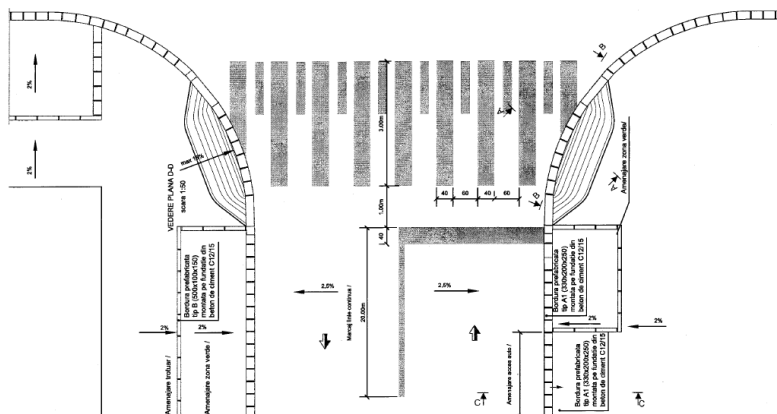 2%
2%
max 10%
VEDERE PLANA D-D
scara 1:50
Bordura prefabricata
tip B (500x100x150)
montata pe fundatie din
beton de ciment C12/15
2%
2%
Amenajare trotuar /
Amenajare zona verde /
3,00m
1,00m
40
20.00m
Marcaj linie continua /
40
60
40
60
2,5%
2,5%
B
A
B
A
Amenajare zona verde/
Bordura prefabricata
tip A1 (330x200x250)
montata pe fundatie din
beton de ciment C12/15
2%
2%
Amenajare acces auto /
Bordura prefabricata
tip A1 (330x200x250)
montata pe fundatie din
beton de ciment C12/15
C
C